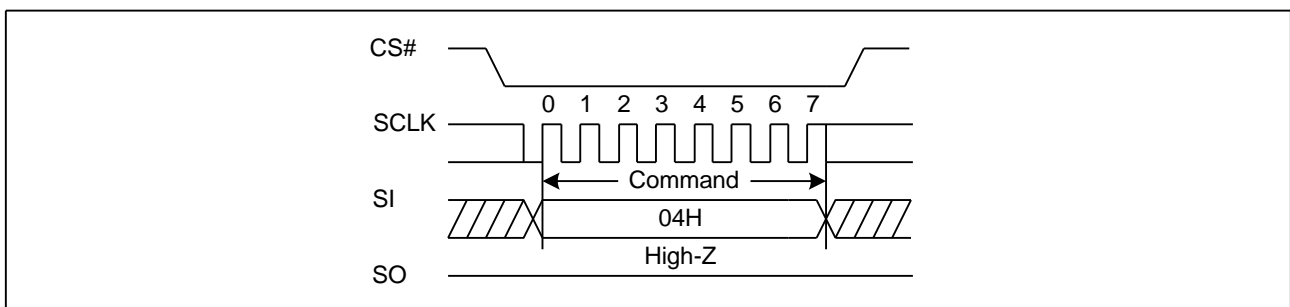 CS#
0 1 2 3 4 5 6 7
SCLK
Command
SI
04H
High-Z
SO